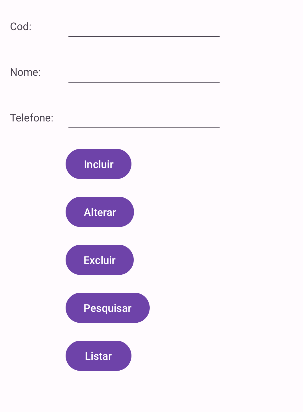 Cod:
Nome:
Telefone:
Incluir
Alterar
Excluir
Pesquisar
Listar